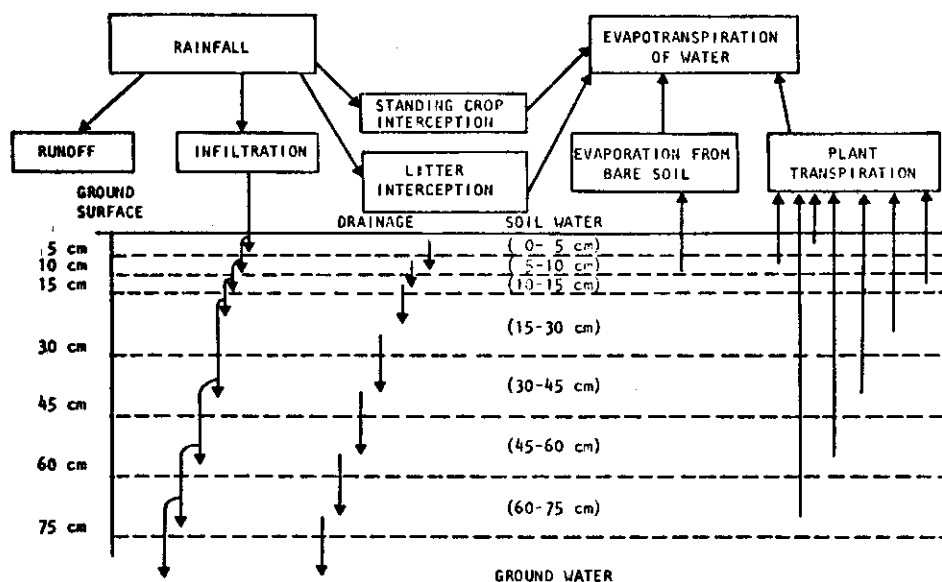 RAINFALL
EVAPOTRANSPIRATION
OF WATER
STANDING CROP
INTERCEPTION
RUNOFF
INFILTRATION
LITTER
INTERCEPTION
EVAPORATION FROM
BARE SOIL
PLANT
TRANSPIRATION
GROUND
SURFACE
DRAINAGE
SOIL WATER
5 cm
(0-5 cm)
10 cm
(5-10 cm)
15 cm
(10-15 cm)
(15-30 cm)
30 cm
(30-45 cm)
45 cm
(45-60 cm)
60 cm
(60-75 cm)
75 cm
GROUND WATER